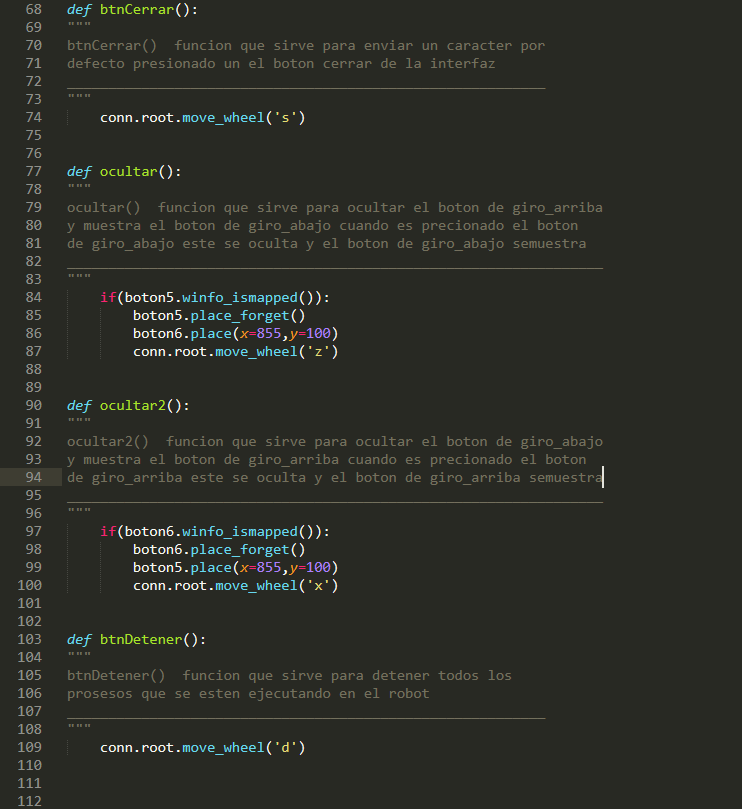 68 def btnCerrar():
69 """
70 btnCerrar()  funcion que sirve para enviar un caracter por
71 defecto presionado un el boton cerrar de la interfaz
72 __________________________________________________________
73 """
74     conn.root.move_wheel('s')
75
76
77 def ocultar():
78 """
79 ocultar()  funcion que sirve para ocultar el boton de giro_arriba
80 y muestra el boton de giro_abajo cuando es precionado el boton
81 de giro_abajo este se oculta y el boton de giro_abajo semuestra
82 _________________________________________________________________
83 """
84     if(boton5.winfo_ismapped()):
85         boton5.place_forget()
86         boton6.place(x=855,y=100)
87         conn.root.move_wheel('z')
88
89
90 def ocultar2():
91 """
92 ocultar2()  funcion que sirve para ocultar el boton de giro_abajo
93 y muestra el boton de giro_arriba cuando es precionado el boton
94 de giro_arriba este se oculta y el boton de giro_arriba semuestra
95 _________________________________________________________________
96 """
97     if(boton6.winfo_ismapped()):
98         boton6.place_forget()
99         boton5.place(x=855,y=100)
100         conn.root.move_wheel('x')
101
102
103 def btnDetener():
104 """
105 btnDetener()  funcion que sirve para detener todos los
106 prosesos que se esten ejecutando en el robot
107 __________________________________________________________
108 """
109     conn.root.move_wheel('d')
110
111
112